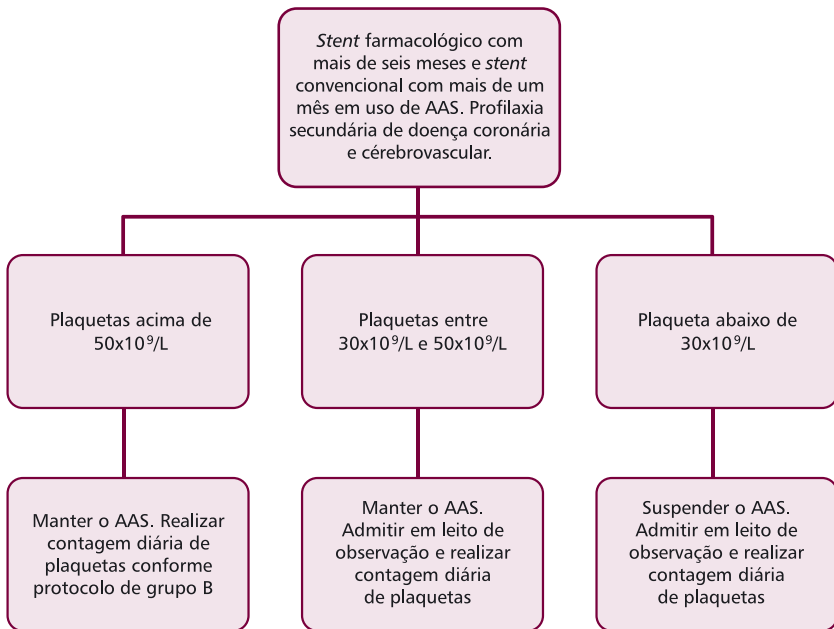 Stent farmacológico com
mais de seis meses e stent
convencional com mais de um
mês em uso de AAS. Profilaxia
secundária de doença coronária
e cérebrovascular.
Plaquetas acima de
50x10⁹/L
Plaquetas entre
30x10⁹/L e 50x10⁹/L
Plaqueta abaixo de
30x10⁹/L
Manter o AAS. Realizar
contagem diária de
plaquetas conforme
protocolo de grupo B
Manter o AAS.
Admitir em leito de
observação e realizar
contagem diária
de plaquetas
Suspender o AAS.
Admitir em leito de
observação e realizar
contagem diária
de plaquetas